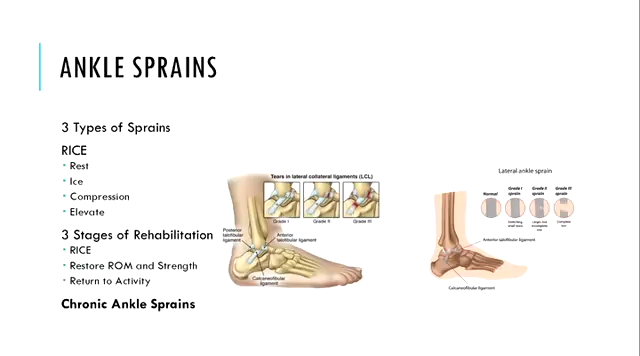 ANKLE SPRAINS
3 Types of Sprains
RICE
Rest
Ice
Compression
Elevate
3 Stages of Rehabilitation
RICE
Restore ROM and Strength
Return to Activity
Chronic Ankle Sprains
Tears in lateral collateral ligaments (LCL)
Grade I
Grade II
Grade III
Posterior
talofibular
ligament
Anterior
talofibular ligament
Calcaneofibular
ligament
Lateral ankle sprain
Normal
Grade I
sprain
Grade II
sprain
Grade III
sprain
Anterior talofibular ligament
Calcaneofibular ligament